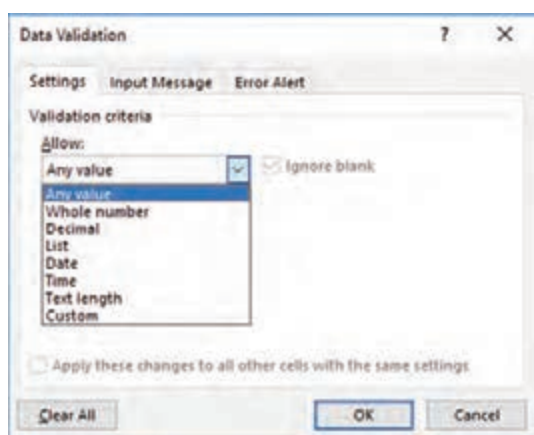 Data Validation ? ×
Settings Input Message Error Alert
Validation criteria
Allow:
Any value Ignore blank
Any value
Whole number
Decimal
List
Date
Time
Text length
Custom
Apply these changes to all other cells with the same settings
Clear All OK Cancel